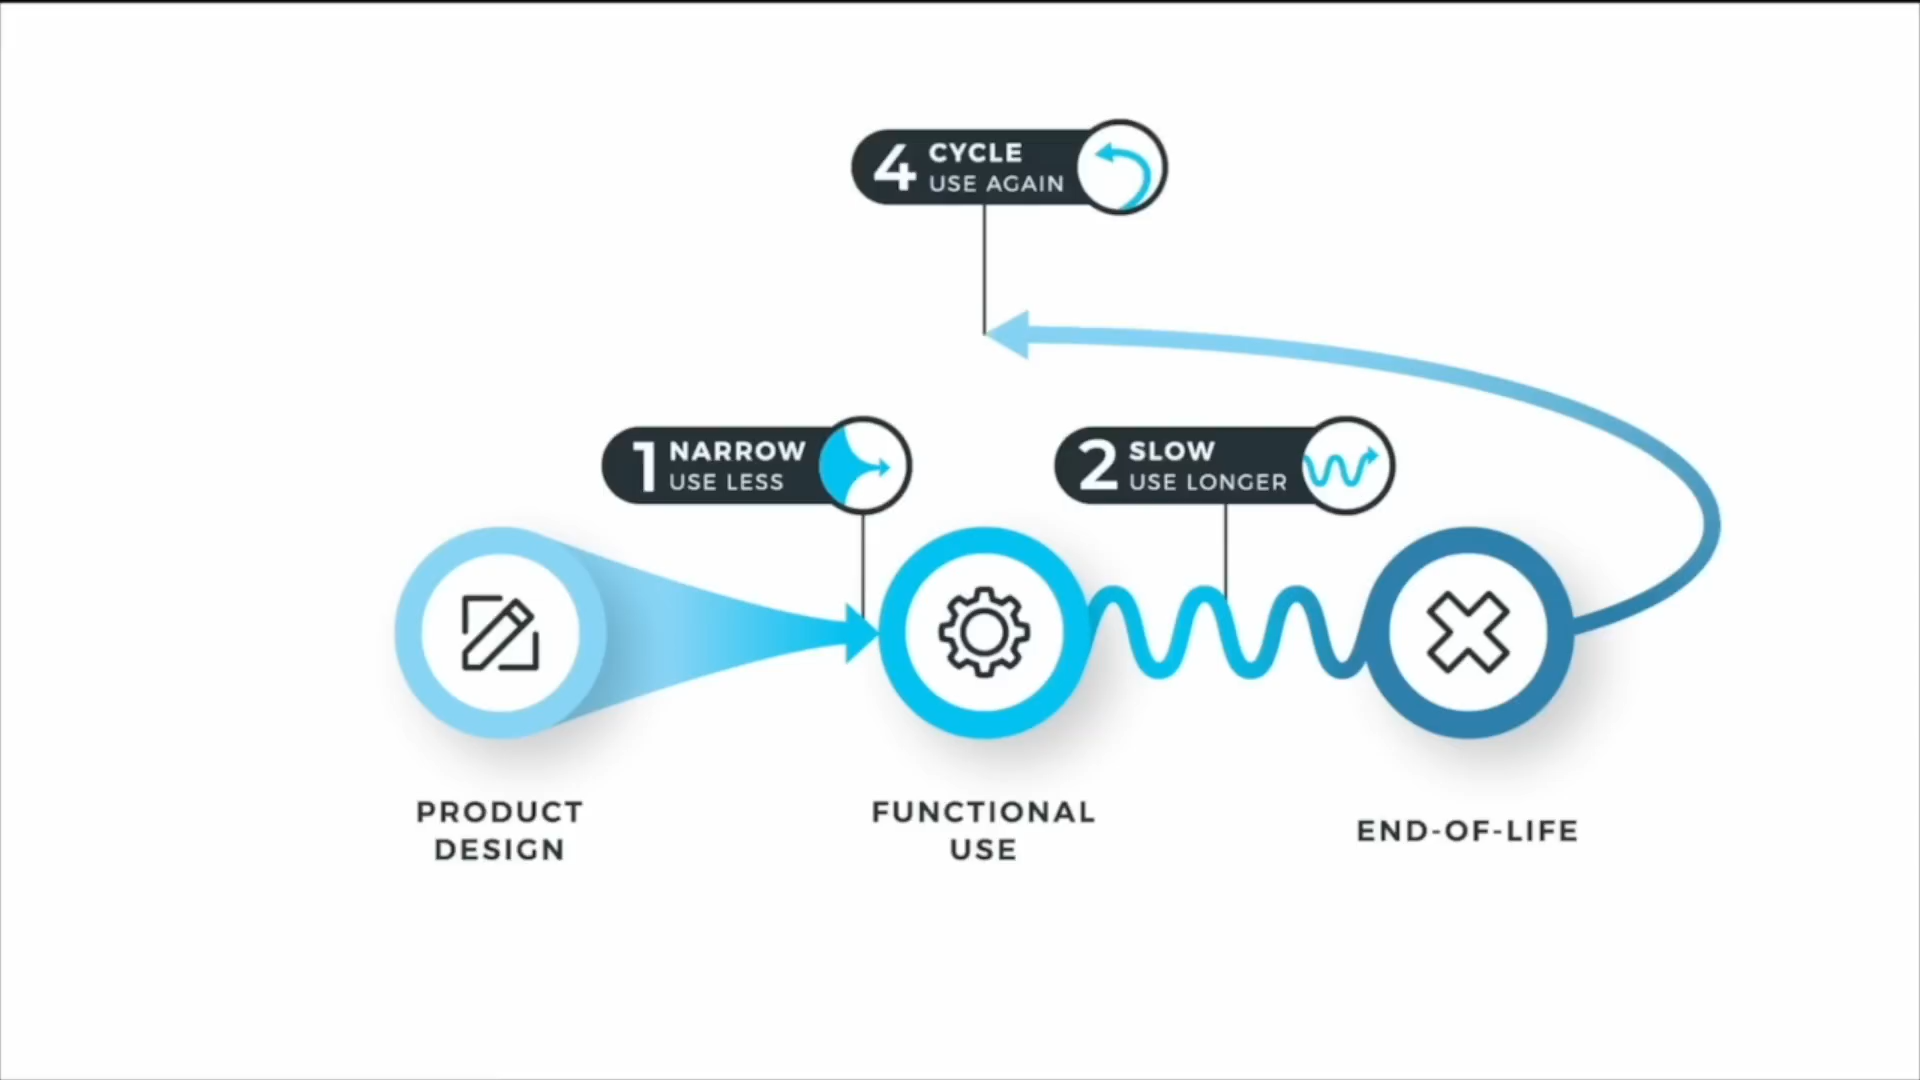 4
CYCLE
USE AGAIN
1
NARROW
USE LESS
2
SLOW
USE LONGER
PRODUCT
DESIGN
FUNCTIONAL
USE
END-OF-LIFE